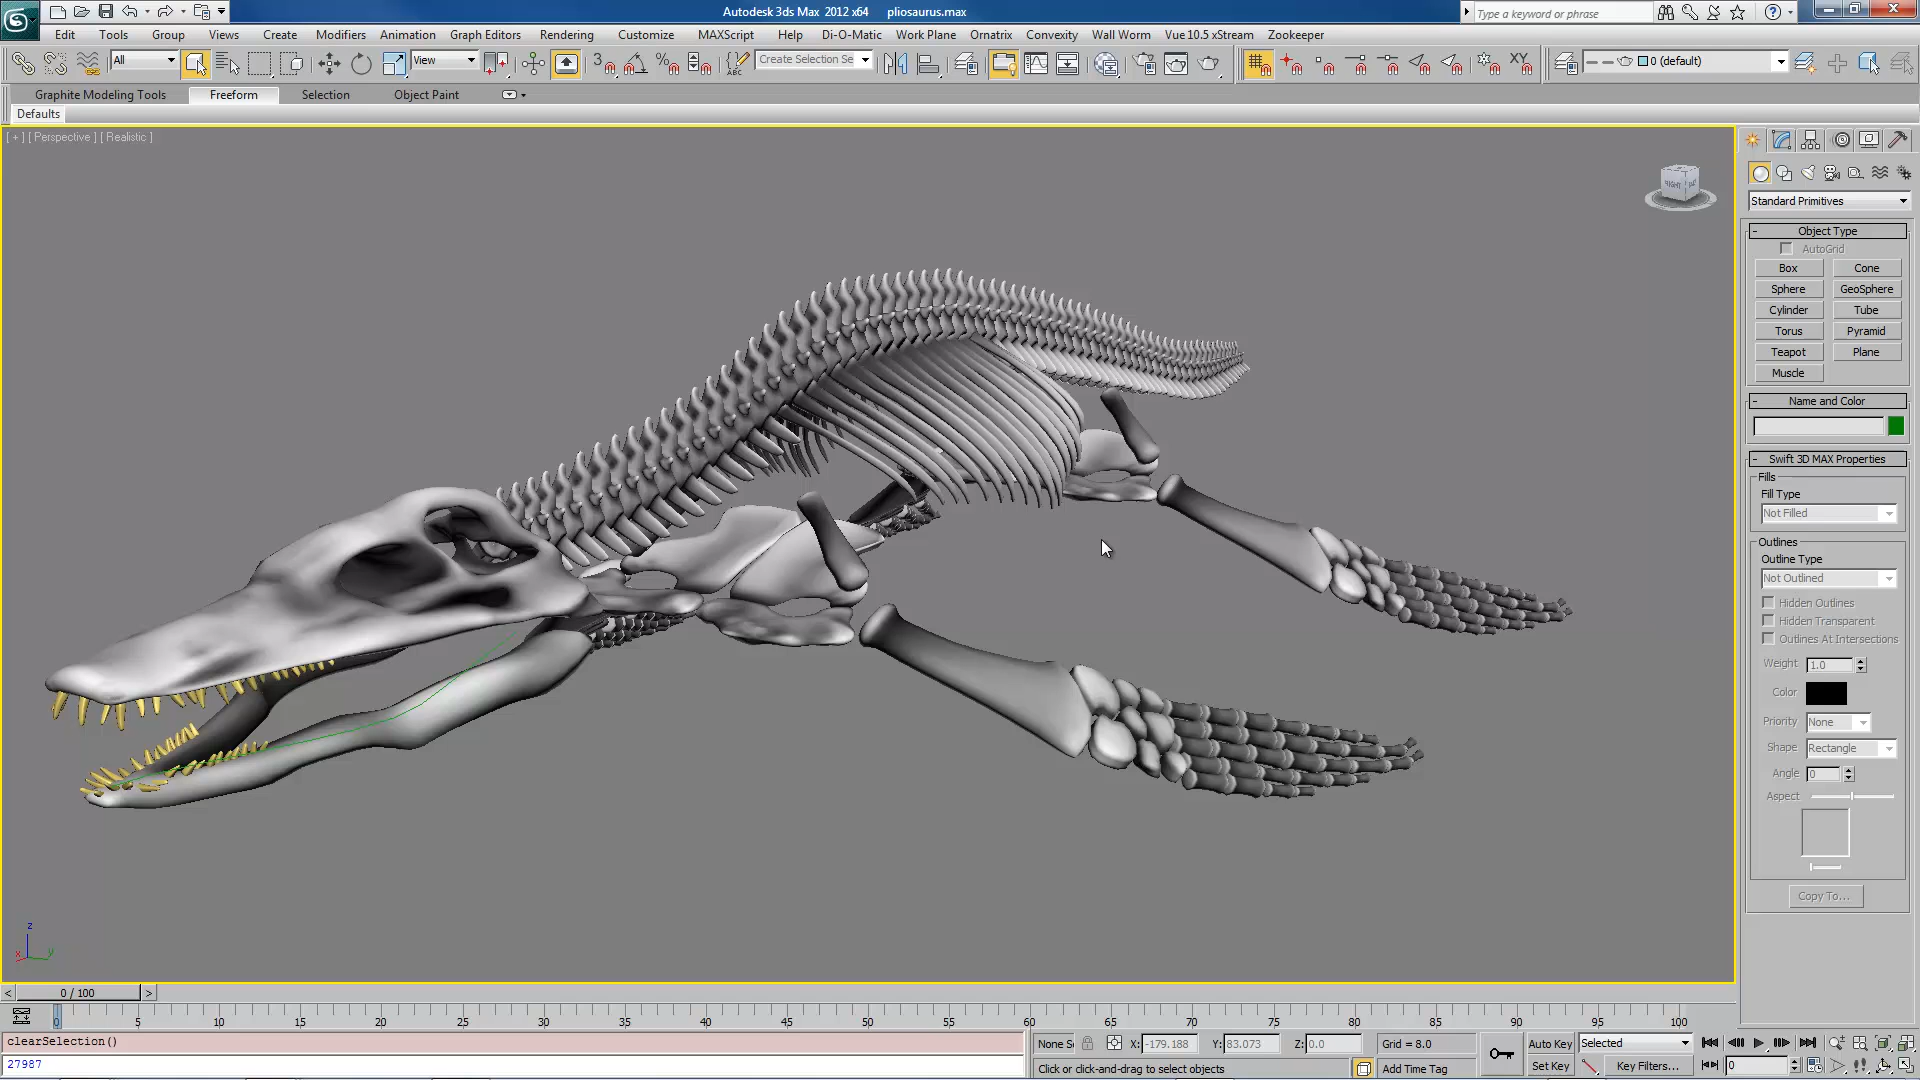 Autodesk 3ds Max 2012 x64 pliosaurus.max
Type a keyword or phrase
Edit Tools Group Views Create Modifiers Animation Graph Editors Rendering Customize MAXScript Help Di-O-Matic Work Plane Ornatrix Convexity Wall Worm Vue 10.5 xStream Zookeeper
All View Create Selection Se 0 (default)
Graphite Modeling Tools Freeform Selection Object Paint
Defaults
[ + ] [ Perspective ] [ Realistic ]
Standard Primitives
Object Type
AutoGrid
Box Cone
Sphere GeoSphere
Cylinder Tube
Torus Pyramid
Teapot Plane
Muscle
Name and Color
Swift 3D MAX Properties
Fills
Fill Type
Not Filled
Outlines
Outline Type
Not Outlined
Hidden Outlines
Hidden Transparent
Outlines At Intersections
Weight 1.0
Color
Priority None
Shape Rectangle
Angle 0
Aspect
Copy To...
z
x y
< 0 / 100 >
0 5 10 15 20 25 30 35 40 45 50 55 60 65 70 75 80 85 90 95 100
clearSelection()
27987
None S X: -179.188 Y: 83.073 Z: 0.0 Grid = 8.0
Click or click-and-drag to select objects Add Time Tag
Auto Key Selected
Set Key Key Filters... 0